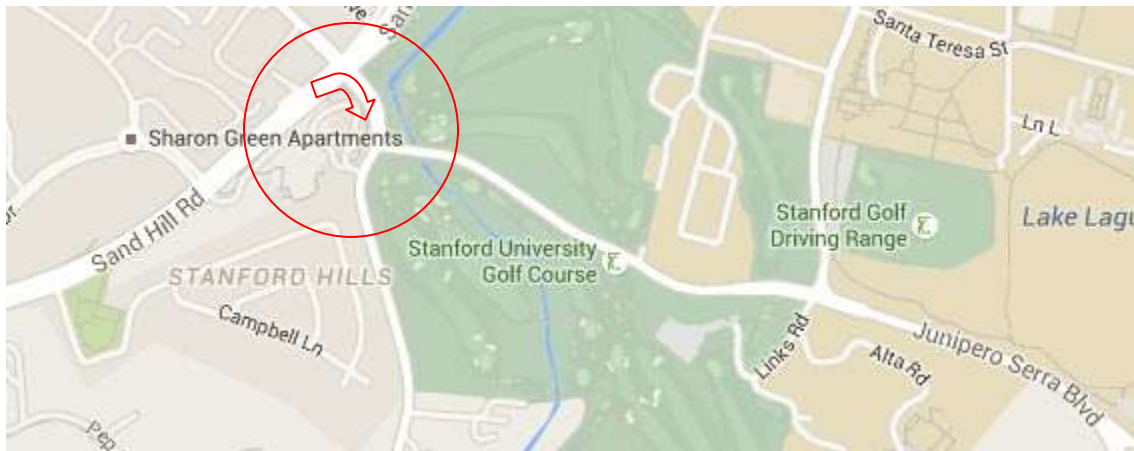 Santa Teresa St
Ln L
Sharon Green Apartments
Sand Hill Rd
Stanford Golf
Driving Range
Lake Lagu
Stanford University
Golf Course
STANFORD HILLS
Campbell Ln
Links Rd
Alta Rd
Junipero Serra Blvd
Pep